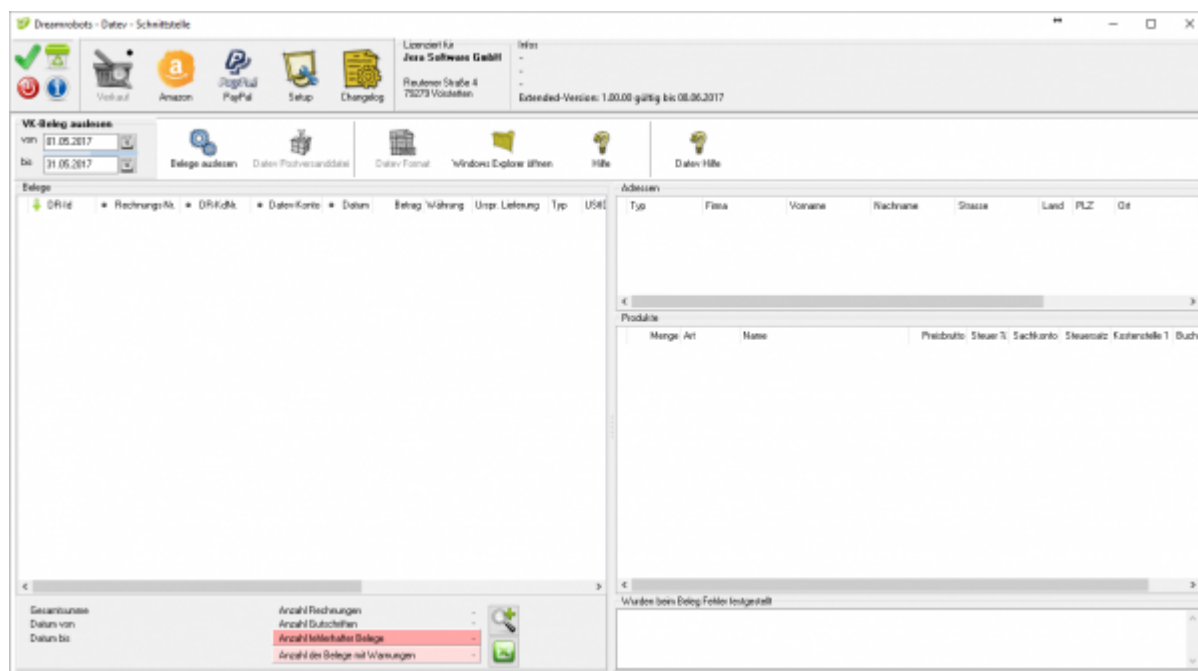 Dreamrobots - Datev - Schnittstelle
Verkauf
Amazon
PayPal
PayPal
Setup
Changelog
Lizenziert für
Jera Software GmbH
Reutener Straße 4
79279 Vörstetten
Infos
-
-
-
Extended-Version: 1.00.00 gültig bis 08.06.2017
VK-Beleg auslesen
von 01.05.2017
bis 31.05.2017
Belege auslesen
Datev Postversanddatei
Datev Format
Windows Explorer öffnen
Hilfe
Datev Hilfe
Belege
DR-Id Rechnungs-Nr. DR-KdNr. Datev-Konto Datum Betrag Währung Urspr. Lieferung Typ
Adressen
Typ Firma Vorname Nachname Strasse Land PLZ Ort
Produkte
Menge Art Name Preisbrutto Steuer % Sachkonto Steuersatz Kostenstelle 1 Buch
Gesamtsumme
Datum von
Datum bis
Anzahl Rechnungen -
Anzahl Gutschriften -
Anzahl fehlerhafter Belege -
Anzahl der Belege mit Warnungen -
Wurden beim Beleg Fehler festgestellt